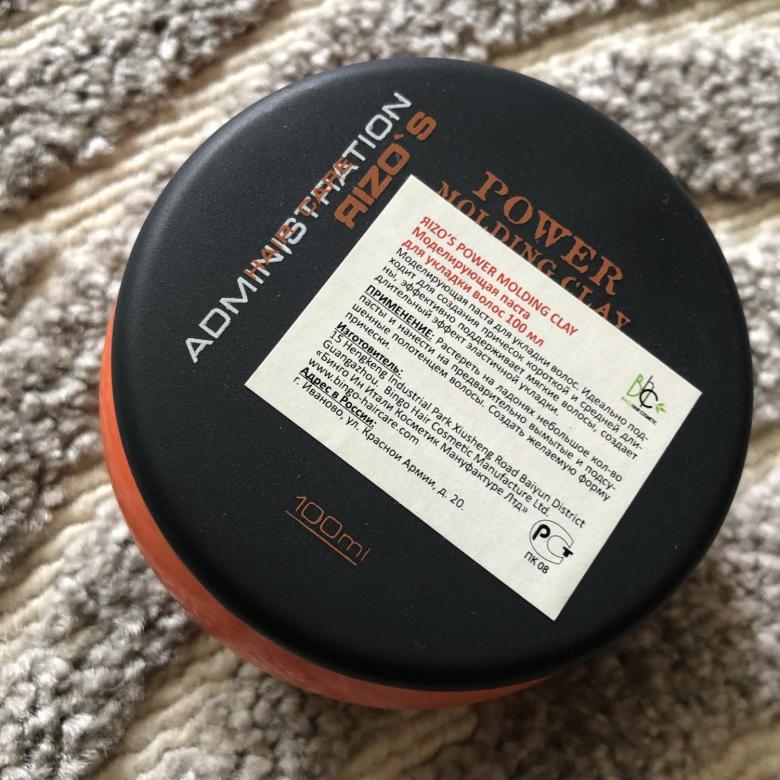 ADMINISTRATION
HAIR CARE
ЯIZO`S
POWER
MOLDING CLAY
ЯIZO'S POWER MOLDING CLAY
Моделирующая паста
для укладки волос 100 мл
Моделирующая паста для укладки волос. Идеально под-
ходит для создания причесок короткой и средней дли-
ны, эффективно поддерживает мягкие волосы, создает
длительный эффект эластичной укладки.
ПРИМЕНЕНИЕ: Растереть на ладонях небольшое кол-во
пасты и нанести на предварительно вымытые и подсу-
шенные полотенцем волосы. Создать желаемую форму
прически.
Изготовитель:
15 Hengkeng Industrial Park Xiusheng Road Baiyun District
Guangzhou, Bingo Hair Cosmetic Manufacture Ltd.
«Бинго Ин Итали Косметик Мануфактуре Лтд»
www.bingo-haircare.com
Адрес в России:
г. Иваново, ул. Красной Армии, д. 20.
РСТ
ПК 08
100ml